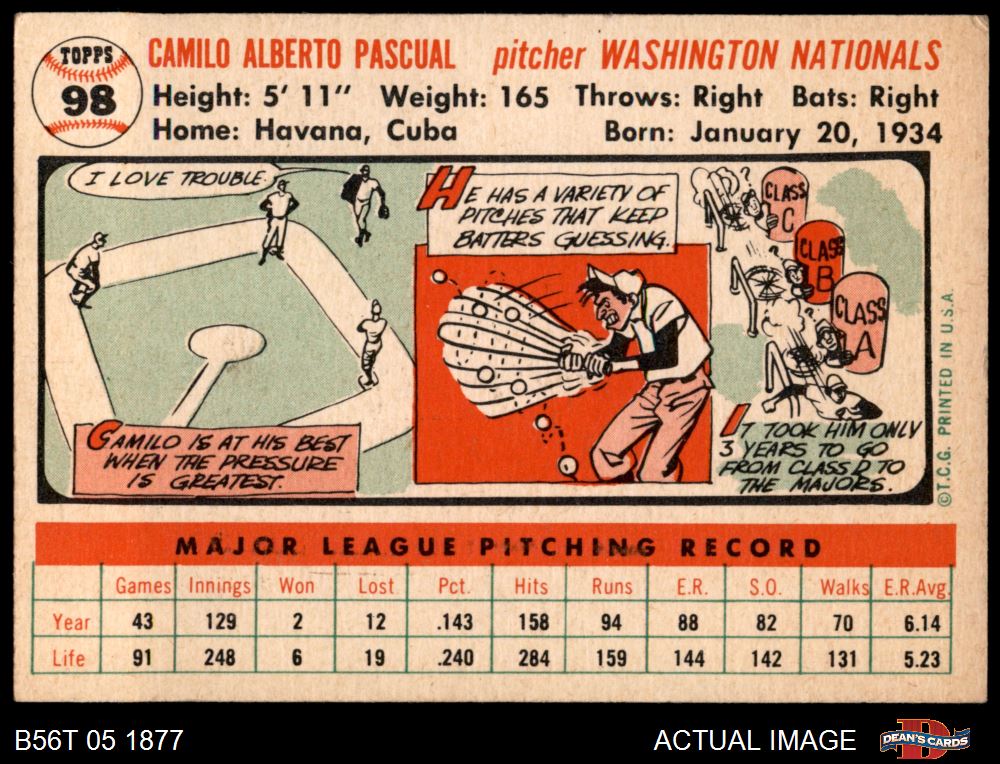 TOPPS
98
CAMILO ALBERTO PASCUAL pitcher WASHINGTON NATIONALS
Height: 5' 11" Weight: 165 Throws: Right Bats: Right
Home: Havana, Cuba Born: January 20, 1934
I LOVE TROUBLE.
CAMILO IS AT HIS BEST
WHEN THE PRESSURE
IS GREATEST.
HE HAS A VARIETY OF
PITCHES THAT KEEP
BATTERS GUESSING.
?
CLASS
C
?
CLASS
B
CLASS
A
IT TOOK HIM ONLY
3 YEARS TO GO
FROM CLASS D TO
THE MAJORS.
©T.C.G. PRINTED IN U.S.A.
MAJOR LEAGUE PITCHING RECORD
Games Innings Won Lost Pct. Hits Runs E.R. S.O. Walks E.R.Avg.
Year 43 129 2 12 .143 158 94 88 82 70 6.14
Life 91 248 6 19 .240 284 159 144 142 131 5.23
B56T 05 1877
ACTUAL IMAGE
D
DEAN'S CARDS